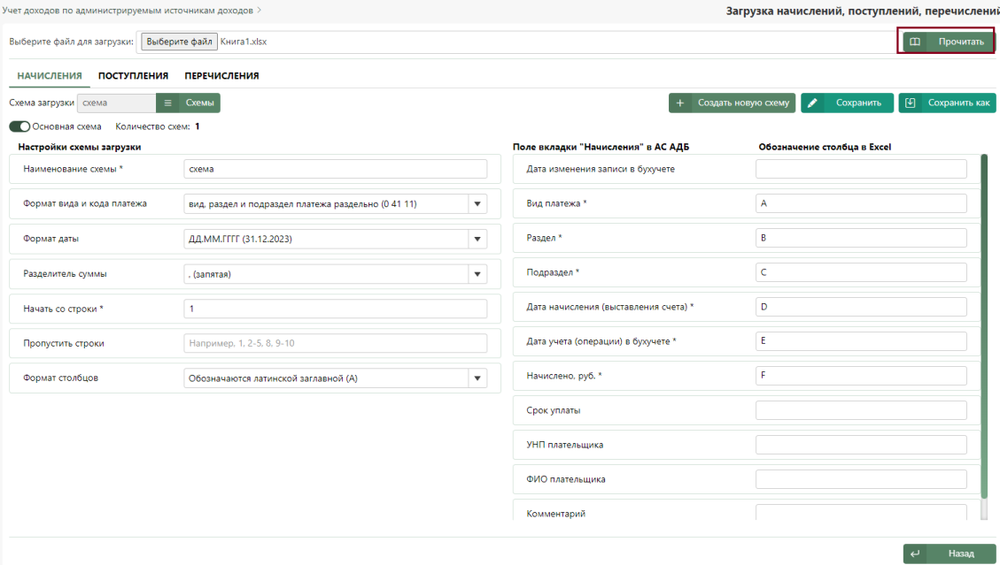 Учет доходов по администрируемым источникам доходов >
Загрузка начислений, поступлений, перечислений
Выберите файл для загрузки: Выберите файл Книга1.xlsx
Прочитать
НАЧИСЛЕНИЯ ПОСТУПЛЕНИЯ ПЕРЕЧИСЛЕНИЯ
Схема загрузки схема Схемы
Создать новую схему Сохранить Сохранить как
Основная схема Количество схем: 1
Настройки схемы загрузки
Наименование схемы * схема
Формат вида и кода платежа вид, раздел и подраздел платежа раздельно (0 41 11)
Формат даты ДД.ММ.ГГГГ (31.12.2023)
Разделитель суммы , (запятая)
Начать со строки * 1
Пропустить строки Например, 1, 2-5, 8, 9-10
Формат столбцов Обозначаются латинской заглавной (A)
Поле вкладки "Начисления" в АС АДБ Обозначение столбца в Excel
Дата изменения записи в бухучете
Вид платежа * A
Раздел * B
Подраздел * C
Дата начисления (выставления счета) * D
Дата учета (операции) в бухучете * E
Начислено, руб. * F
Срок уплаты
УНП плательщика
ФИО плательщика
Комментарий
Назад